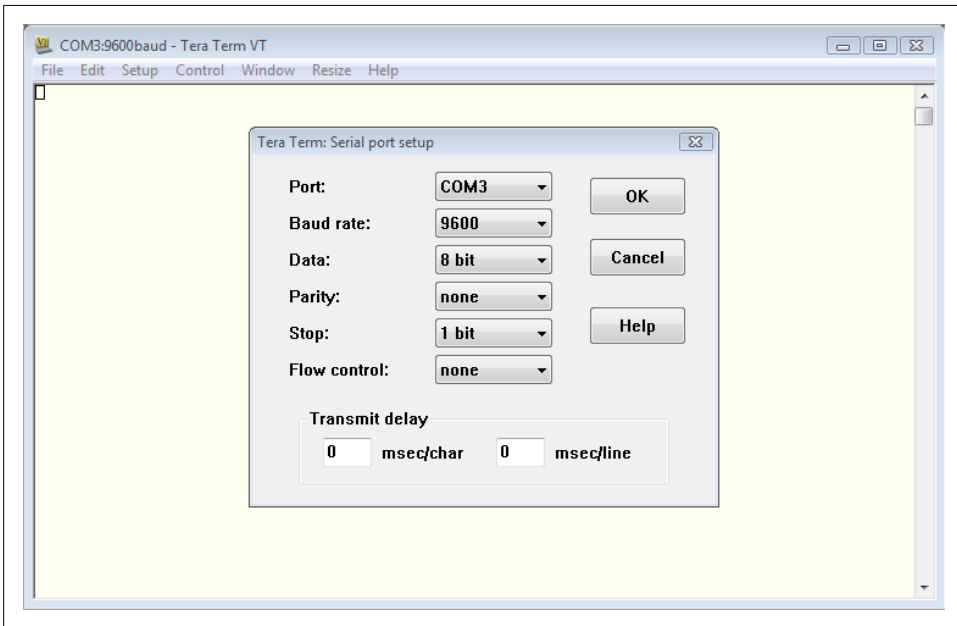 COM3:9600baud - Tera Term VT
File Edit Setup Control Window Resize Help
Tera Term: Serial port setup
Port: COM3 OK
Baud rate: 9600
Data: 8 bit Cancel
Parity: none
Stop: 1 bit Help
Flow control: none
Transmit delay
0 msec/char 0 msec/line